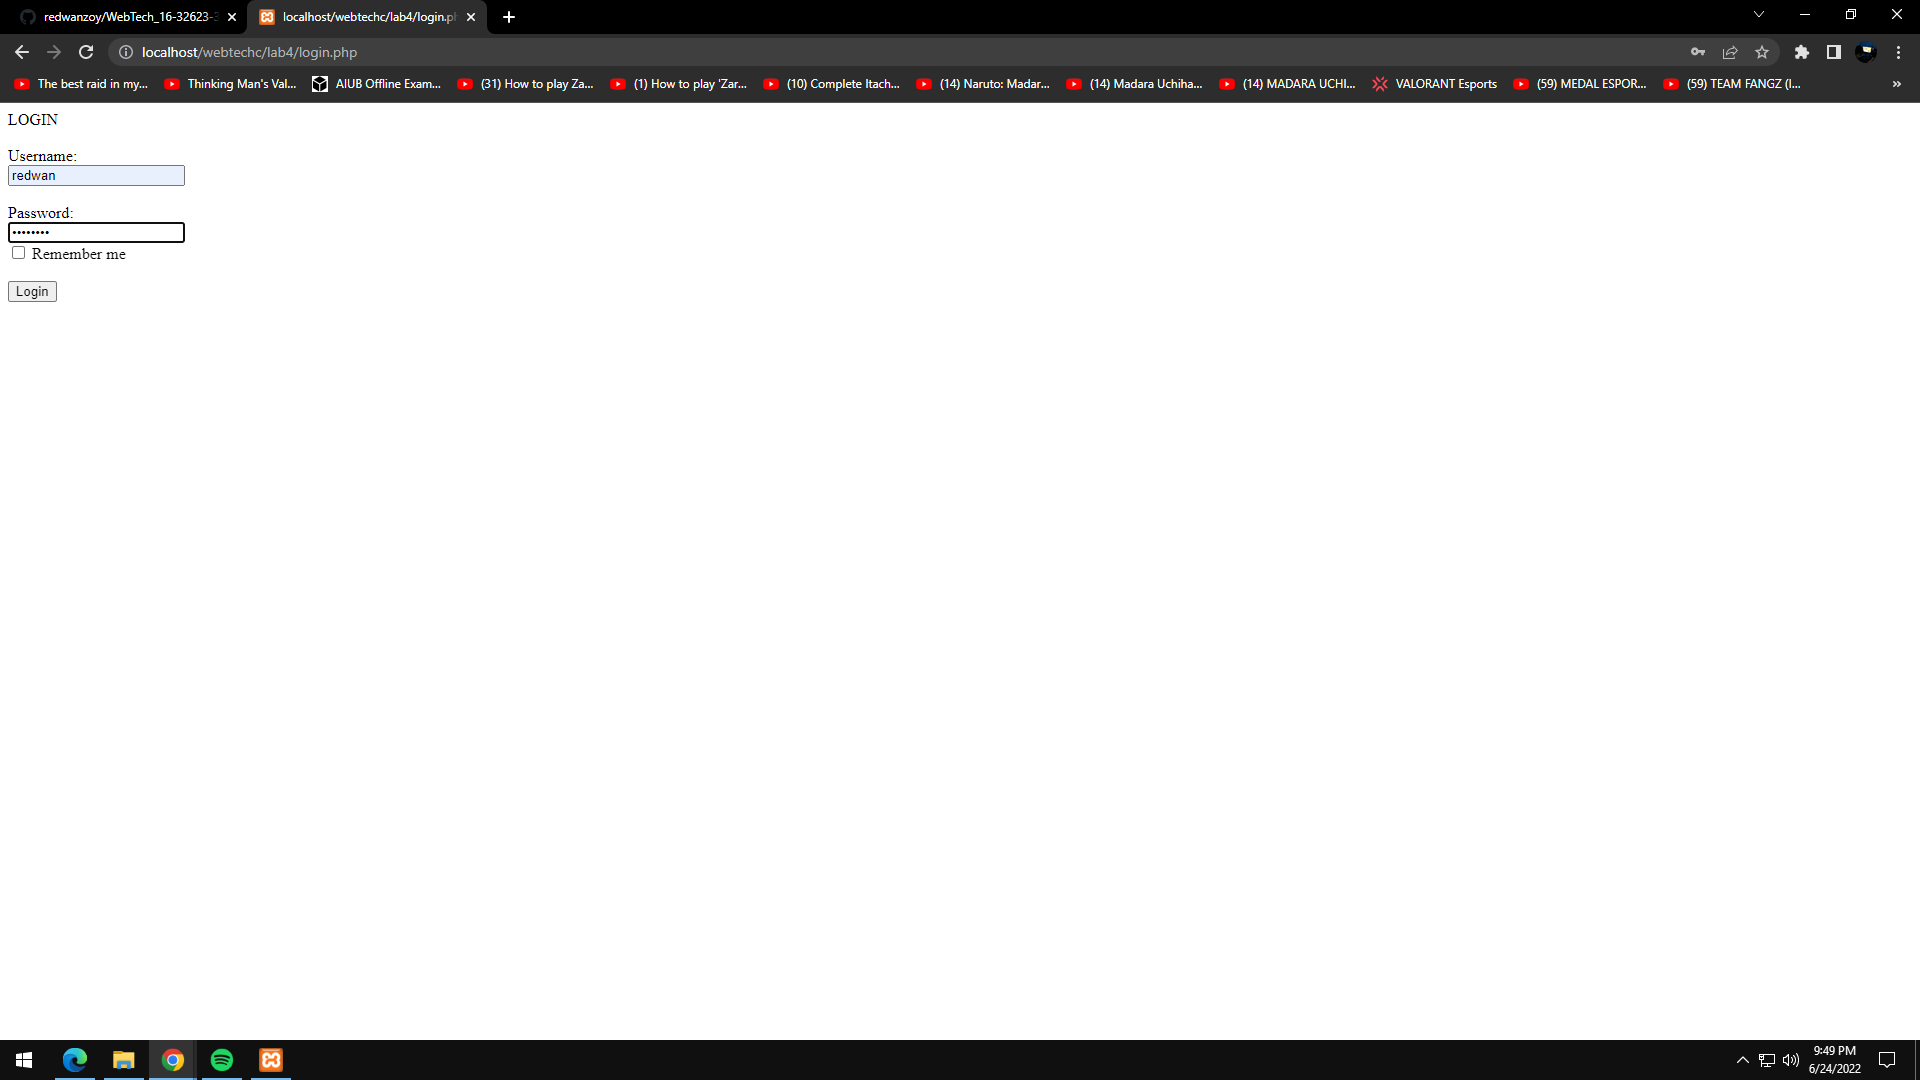 redwanzoy/WebTech_16-32623-3
localhost/webtechc/lab4/login.ph
localhost/webtechc/lab4/login.php
The best raid in my...
Thinking Man's Val...
AIUB Offline Exam...
(31) How to play Za...
(1) How to play 'Zar...
(10) Complete Itach...
(14) Naruto: Madar...
(14) Madara Uchiha...
(14) MADARA UCHI...
VALORANT Esports
(59) MEDAL ESPOR...
(59) TEAM FANGZ (I...
»
LOGIN
Username:
redwan
Password:
••••••••
Remember me
Login
9:49 PM
6/24/2022